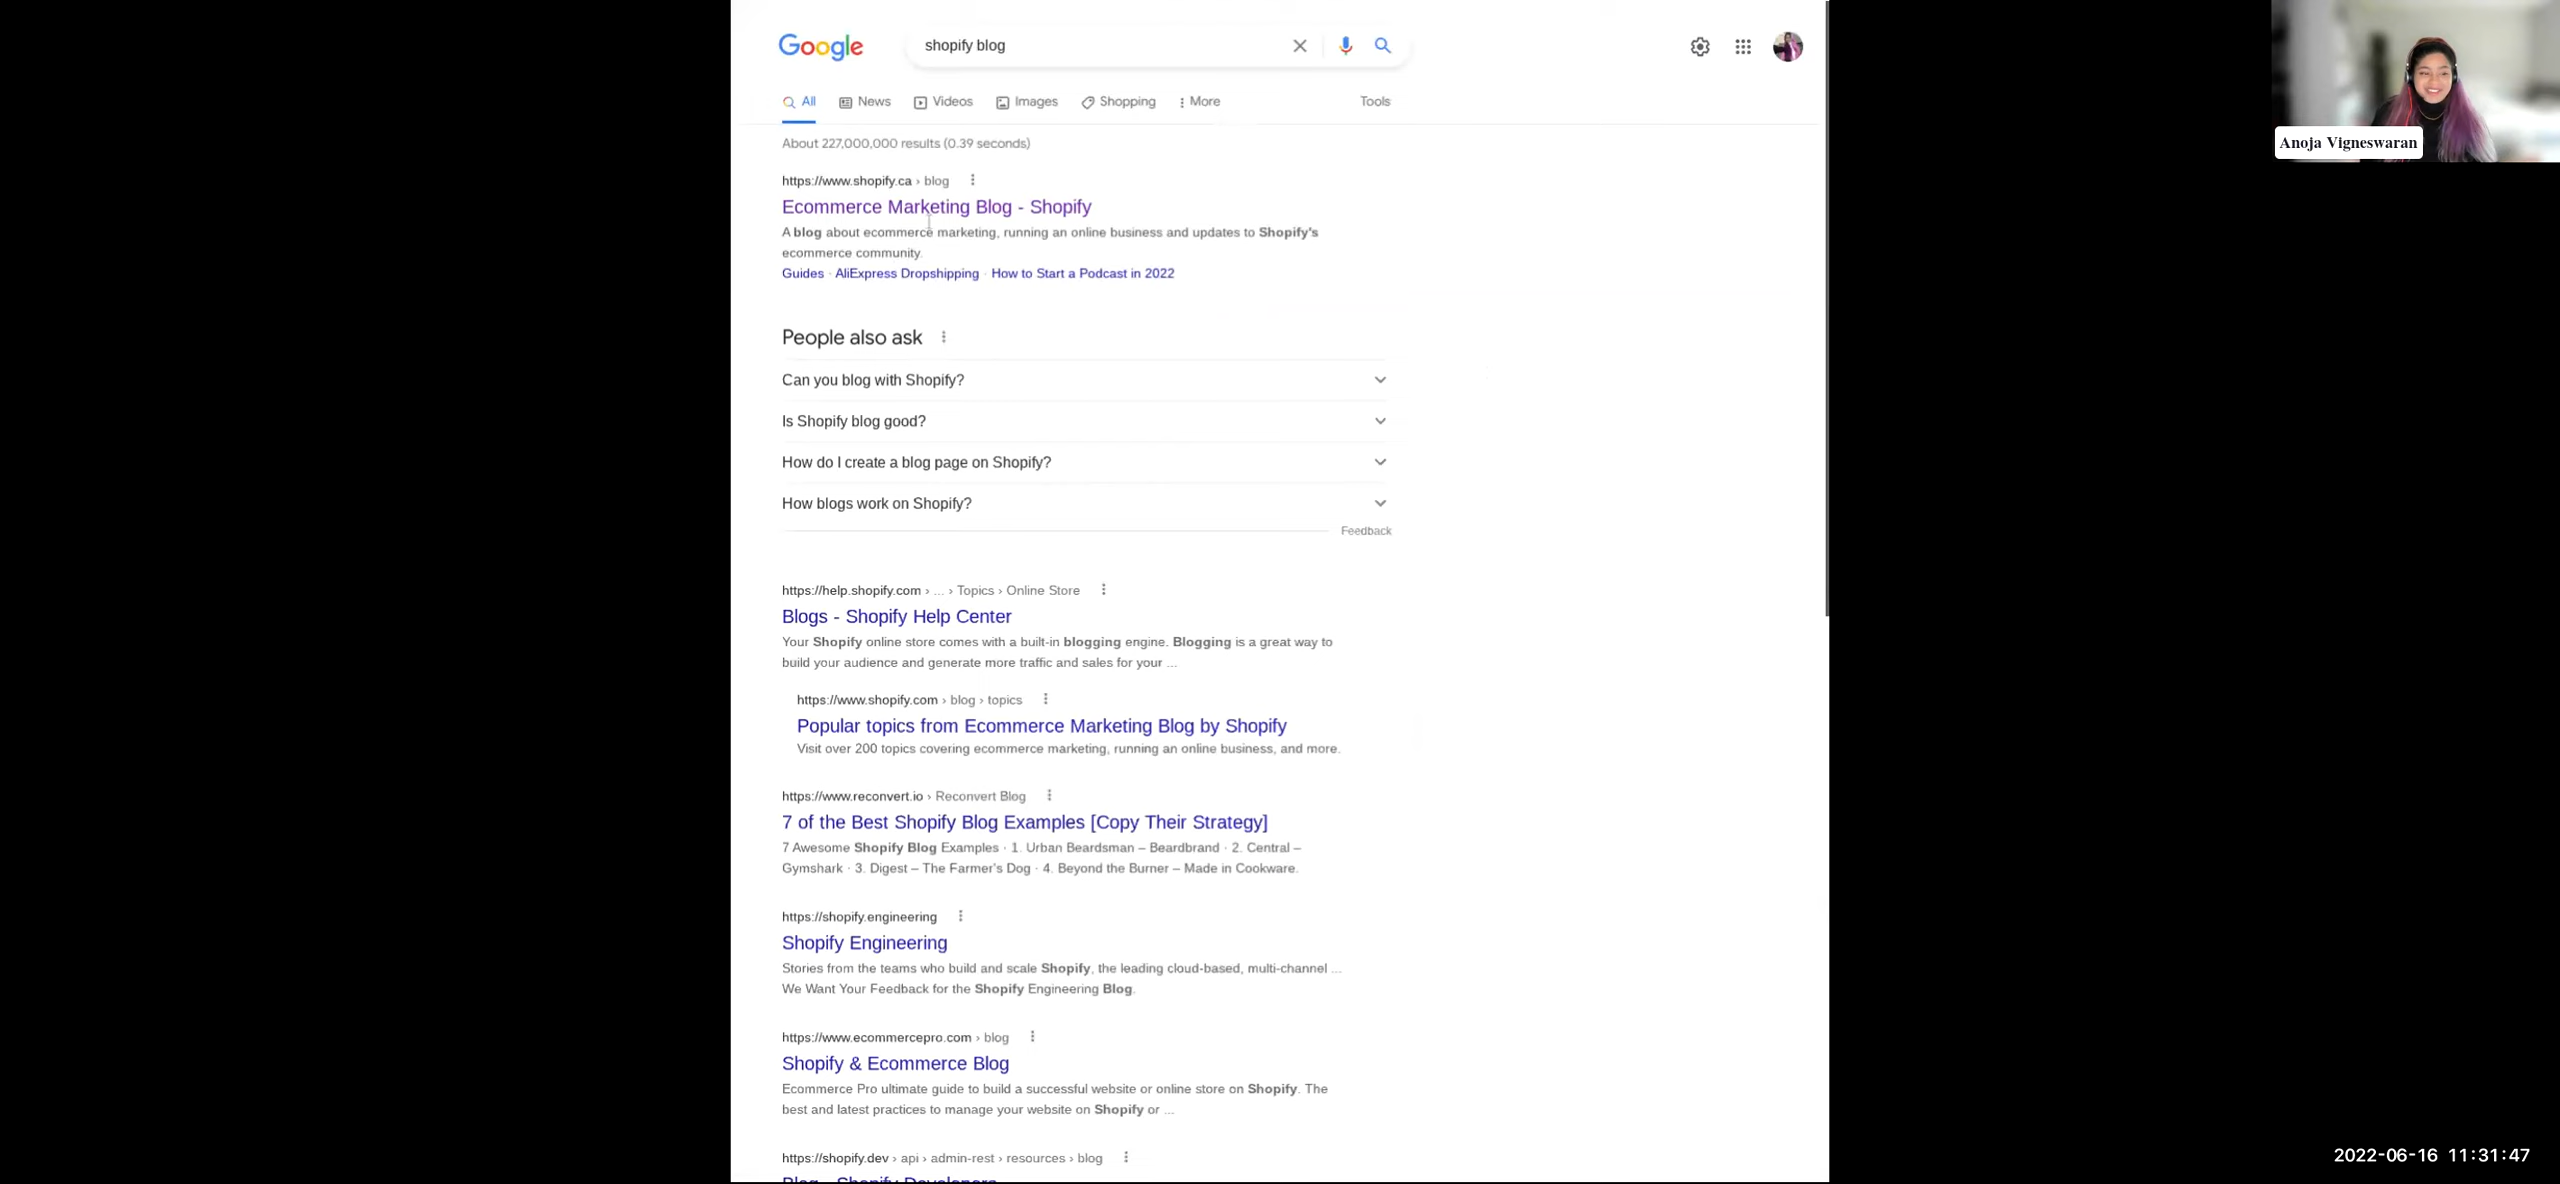 Google
shopify blog
All News Videos Images Shopping More Tools
About 227,000,000 results (0.39 seconds)
https://www.shopify.ca › blog
Ecommerce Marketing Blog - Shopify
A blog about ecommerce marketing, running an online business and updates to Shopify's
ecommerce community.
Guides · AliExpress Dropshipping · How to Start a Podcast in 2022
People also ask
Can you blog with Shopify?
Is Shopify blog good?
How do I create a blog page on Shopify?
How blogs work on Shopify?
Feedback
https://help.shopify.com › ... › Topics › Online Store
Blogs - Shopify Help Center
Your Shopify online store comes with a built-in blogging engine. Blogging is a great way to
build your audience and generate more traffic and sales for your ...
https://www.shopify.com › blog › topics
Popular topics from Ecommerce Marketing Blog by Shopify
Visit over 200 topics covering ecommerce marketing, running an online business, and more.
https://www.reconvert.io › Reconvert Blog
7 of the Best Shopify Blog Examples [Copy Their Strategy]
7 Awesome Shopify Blog Examples · 1. Urban Beardsman – Beardbrand · 2. Central –
Gymshark · 3. Digest – The Farmer's Dog · 4. Beyond the Burner – Made in Cookware.
https://shopify.engineering
Shopify Engineering
Stories from the teams who build and scale Shopify, the leading cloud-based, multi-channel ...
We Want Your Feedback for the Shopify Engineering Blog.
https://www.ecommercepro.com › blog
Shopify & Ecommerce Blog
Ecommerce Pro ultimate guide to build a successful website or online store on Shopify. The
best and latest practices to manage your website on Shopify or ...
https://shopify.dev › api › admin-rest › resources › blog
Blog - Shopify Developers
Anoja Vigneswaran
2022-06-16 11:31:47